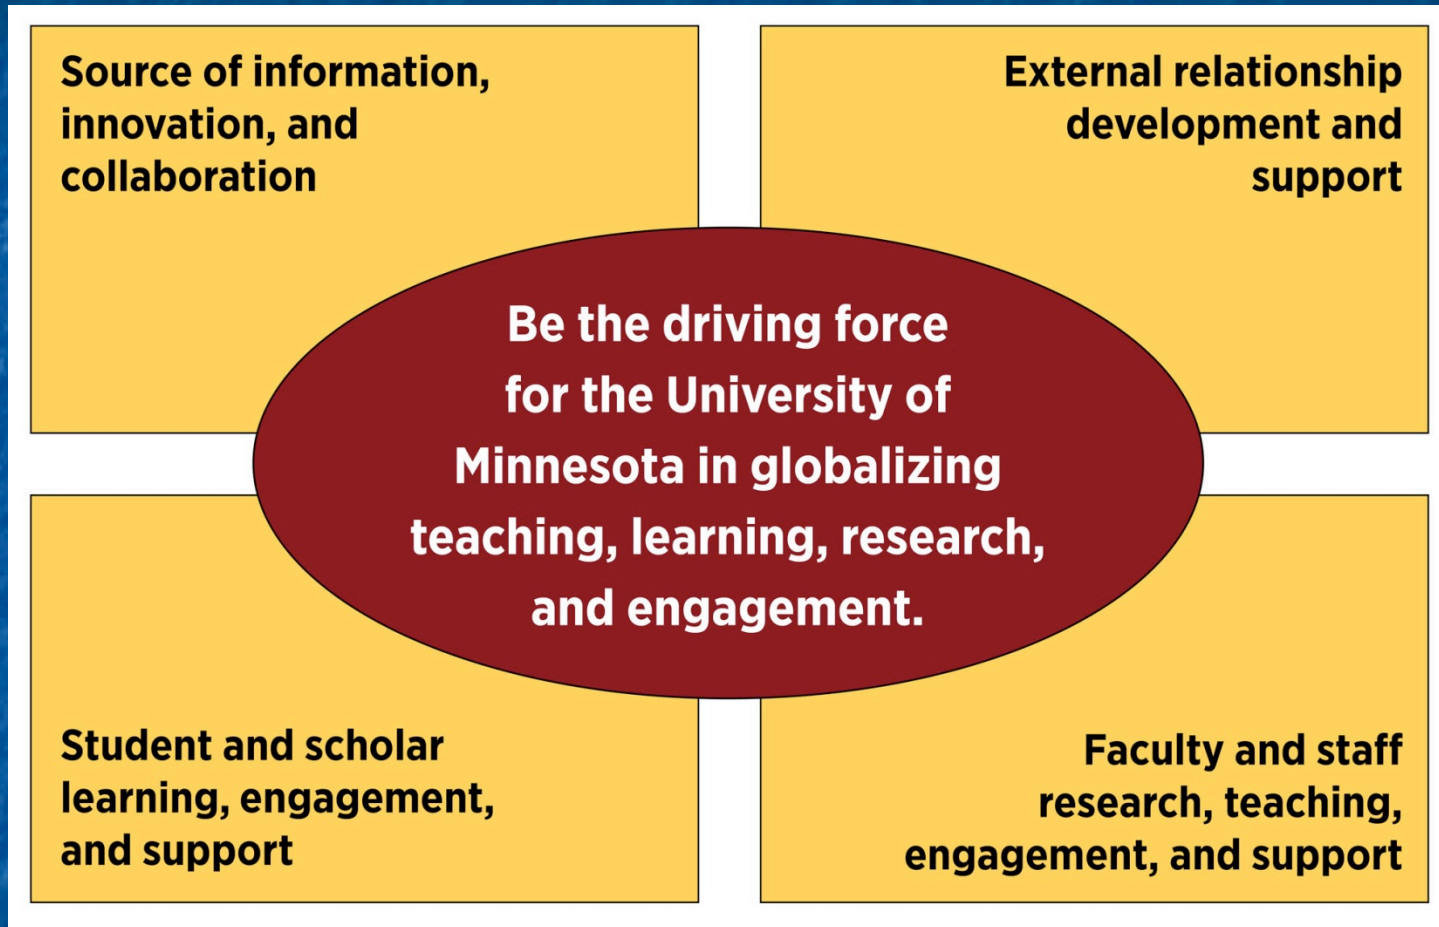 Source of information,
innovation, and
collaboration
External relationship
development and
support
Be the driving force
for the University of
Minnesota in globalizing
teaching, learning, research,
and engagement.
Student and scholar
learning, engagement,
and support
Faculty and staff
research, teaching,
engagement, and support